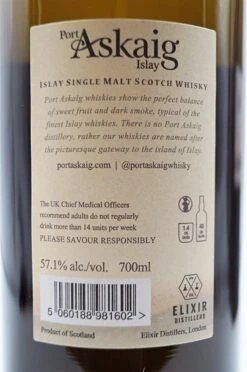 Port
Askaig
Islay
ISLAY SINGLE MALT SCOTCH WHISKY
Port Askaig whiskies show the perfect balance
of sweet fruit and dark smoke, typical of the
finest Islay whiskies. There is no Port Askaig
distillery, rather our whiskies are named after
the picturesque gateway to the island of Islay.
portaskaig.com | @portaskaigwhisky
The UK Chief Medical Officers
recommend adults do not regularly
drink more than 14 units per week
PLEASE SAVOUR RESPONSIBLY
1.4
40
57.1% alc./vol. 700ml
5 060188 981602 >
ELIXIR
DISTILLERS
Product of Scotland
Elixir Distillers, London